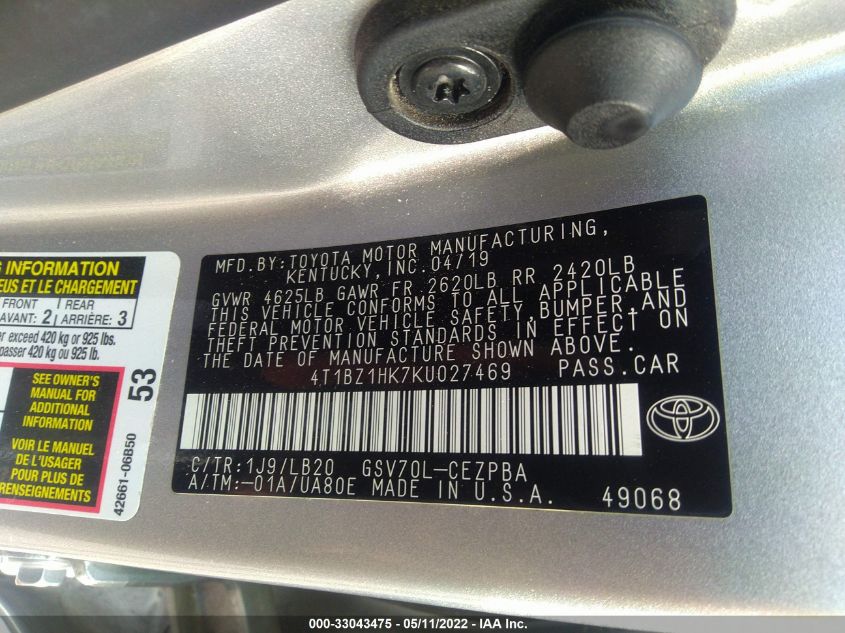 G INFORMATION
EUS ET LE CHARGEMENT
FRONT | REAR
AVANT: 2 | ARRIÈRE: 3
er exceed 420 kg or 925 lbs.
passer 420 kg ou 925 lb.
SEE OWNER'S
MANUAL FOR
ADDITIONAL
INFORMATION
VOIR LE MANUEL
DE L'USAGER
POUR PLUS
E RENSEIGNEMENTS
53
42661-06B50
MFD.BY:TOYOTA MOTOR MANUFACTURING,
KENTUCKY,INC.04/19
GVWR 4625LB GAWR FR 2620LB RR 2420LB
THIS VEHICLE CONFORMS TO ALL APPLICABLE
FEDERAL MOTOR VEHICLE SAFETY,BUMPER,AND
THEFT PREVENTION STANDARDS IN EFFECT ON
THE DATE OF MANUFACTURE SHOWN ABOVE.
4T1BZ1HK7KU027469 PASS.CAR
C/TR:1J9/LB20 GSV70L-CEZPBA
A/TM:-01A/UA80E MADE IN U.S.A.
49068
000-33043475 - 05/11/2022 - IAA Inc.